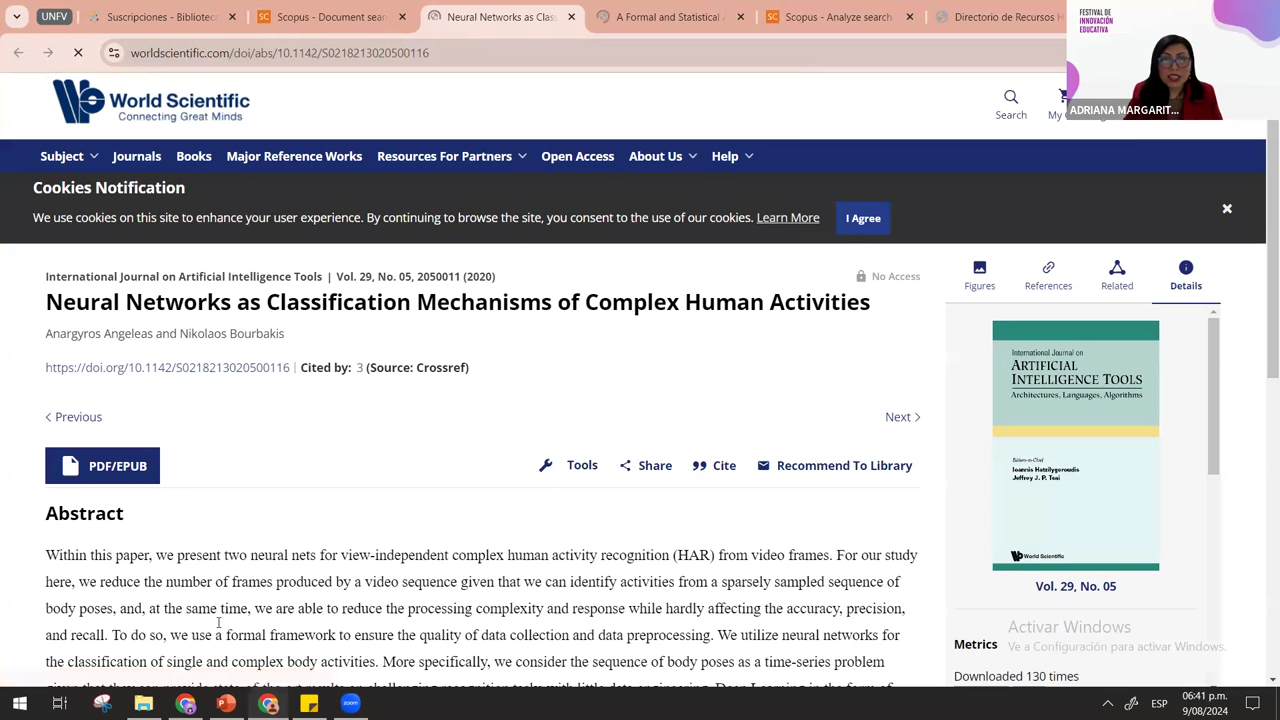 UNFV
Scopus - Document sea
Neural Networks as Clas
A Formal and Statistical
Scopus - Analyze search
Directorio de Recursos H
worldscientific.com/doi/epdf/10.1142/S0218213020500116
FESTIVAL DE
INNOVACIÓN
EDUCATIVA
ADRIANA MARGARIT...
World Scientific
Connecting Great Minds
Search
My
Subject
Journals
Books
Major Reference Works
Resources For Partners
Open Access
About Us
Help
Cookies Notification
We use cookies on this site to enhance your user experience. By continuing to browse the site, you consent to the use of our cookies. Learn More
I Agree
International Journal on Artificial Intelligence Tools | Vol. 29, No. 05, 2050011 (2020)
No Access
Neural Networks as Classification Mechanisms of Complex Human Activities
Anargyros Angeleas and Nikolaos Bourbakis
https://doi.org/10.1142/S0218213020500116 | Cited by: 3 (Source: Crossref)
Previous
Next
PDF/EPUB
Tools
Share
Cite
Recommend To Library
Abstract
Within this paper, we present two neural nets for view-independent complex human activity recognition (HAR) from video frames. For our study
here, we reduce the number of frames produced by a video sequence given that we can identify activities from a sparsely sampled sequence of
body poses, and, at the same time, we are able to reduce the processing complexity and response while hardly affecting the accuracy, precision,
and recall. To do so, we use a formal framework to ensure the quality of data collection and data preprocessing. We utilize neural networks for
the classification of single and complex body activities. More specifically, we consider the sequence of body poses as a time-series problem
Figures
References
Related
Details
International Journal on
ARTIFICIAL
INTELLIGENCE TOOLS
Architectures, Languages, Algorithms
Editors-in-Chief
Ioannis Hatzilygeroudis
Jeffrey J. P. Tsai
World Scientific
Vol. 29, No. 05
Metrics
Downloaded 130 times
Activar Windows
Ve a Configuración para activar Windows.
zoom
ESP
06:41 p.m.
9/08/2024